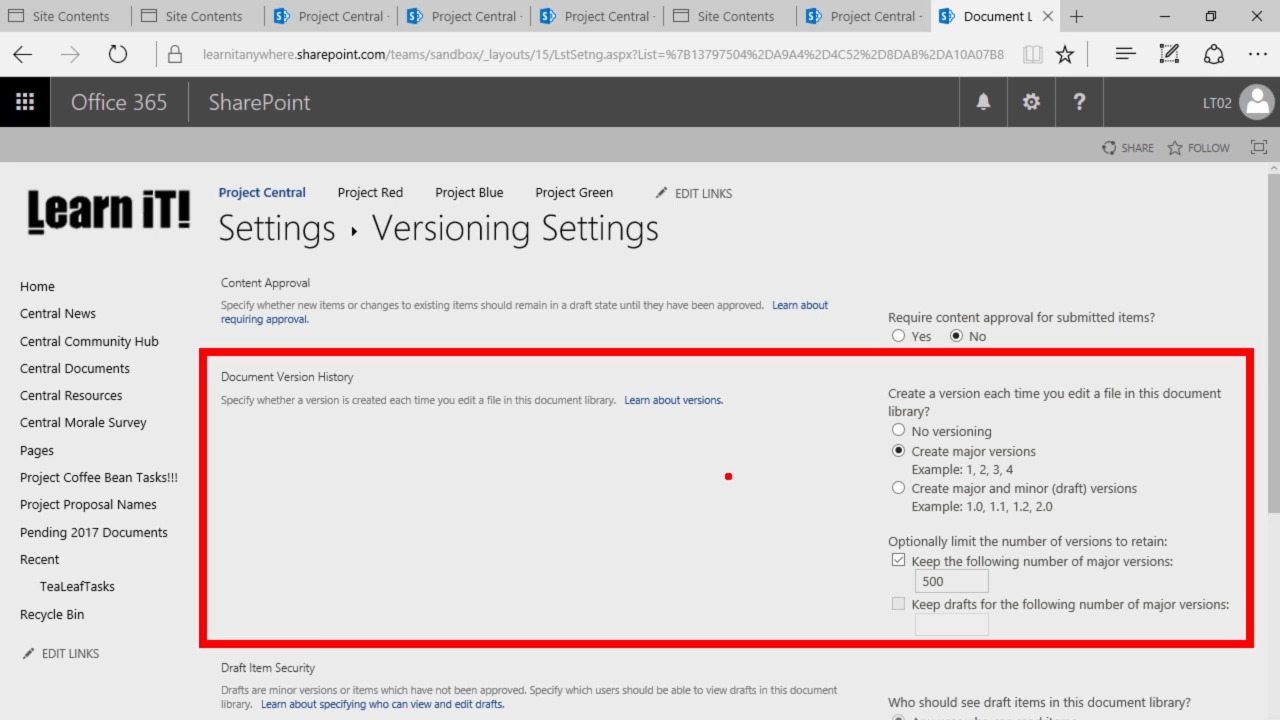 Site Contents Site Contents Project Central - Project Central - Project Central - Site Contents Project Central - Document L
learnitanywhere.sharepoint.com/teams/sandbox/_layouts/15/LstSetng.aspx?List=%7B13797504%2DA9A4%2D4C52%2D8DAB%2DA10A07B8
Office 365 SharePoint ? LT02
SHARE FOLLOW
Learn iT!
Project Central Project Red Project Blue Project Green EDIT LINKS
Settings ▸ Versioning Settings
Home
Central News
Central Community Hub
Central Documents
Central Resources
Central Morale Survey
Pages
Project Coffee Bean Tasks!!!
Project Proposal Names
Pending 2017 Documents
Recent
TeaLeafTasks
Recycle Bin
EDIT LINKS
Content Approval
Specify whether new items or changes to existing items should remain in a draft state until they have been approved. Learn about
requiring approval.
Require content approval for submitted items?
Yes No
Document Version History
Specify whether a version is created each time you edit a file in this document library. Learn about versions.
Create a version each time you edit a file in this document
library?
No versioning
Create major versions
Example: 1, 2, 3, 4
Create major and minor (draft) versions
Example: 1.0, 1.1, 1.2, 2.0
Optionally limit the number of versions to retain:
Keep the following number of major versions:
500
Keep drafts for the following number of major versions:
Draft Item Security
Drafts are minor versions or items which have not been approved. Specify which users should be able to view drafts in this document
library. Learn about specifying who can view and edit drafts.
Who should see draft items in this document library?